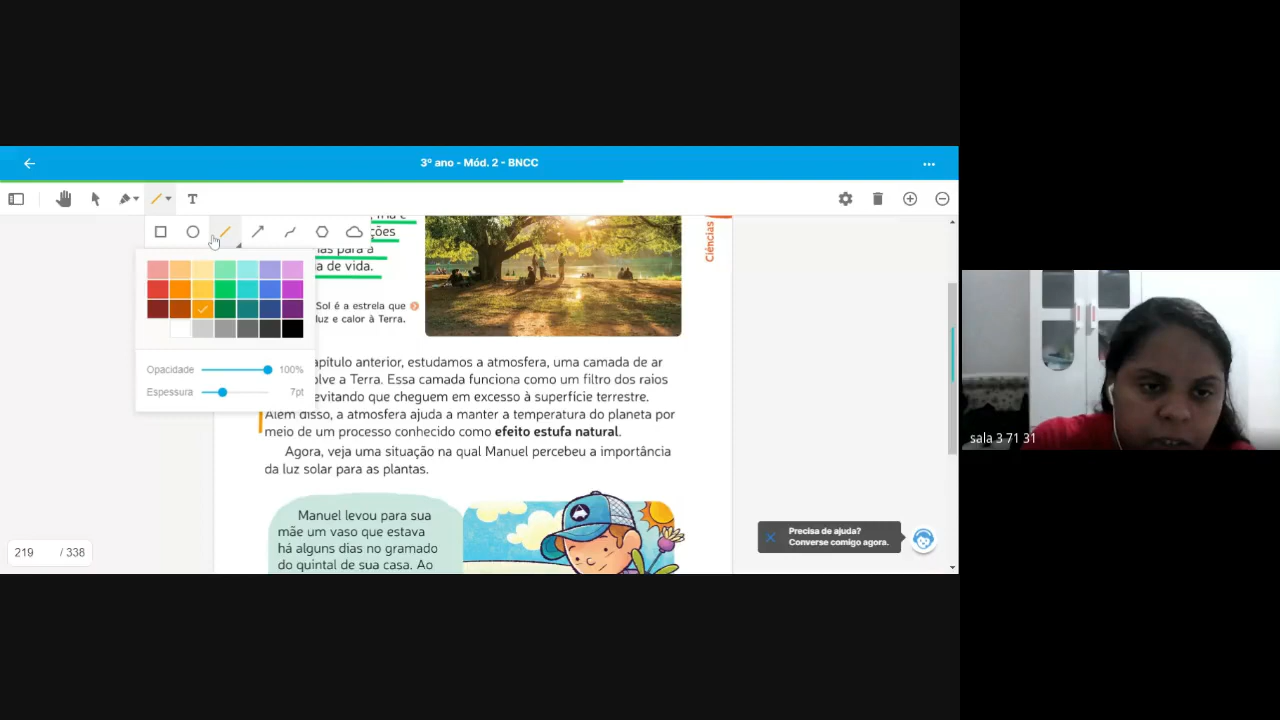 3º ano - Mód. 2 - BNCC
T
ções
as para a
a de vida.
Ciências
Sol é a estrela que
luz e calor à Terra.
Opacidade 100%
Espessura 7pt
apítulo anterior, estudamos a atmosfera, uma camada de ar
olve a Terra. Essa camada funciona como um filtro dos raios
evitando que cheguem em excesso à superfície terrestre.
Além disso, a atmosfera ajuda a manter a temperatura do planeta por
meio de um processo conhecido como efeito estufa natural.
Agora, veja uma situação na qual Manuel percebeu a importância
da luz solar para as plantas.
Manuel levou para sua
mãe um vaso que estava
há alguns dias no gramado
do quintal de sua casa. Ao
219 / 338
Precisa de ajuda?
Converse comigo agora.
sala 3 71 31